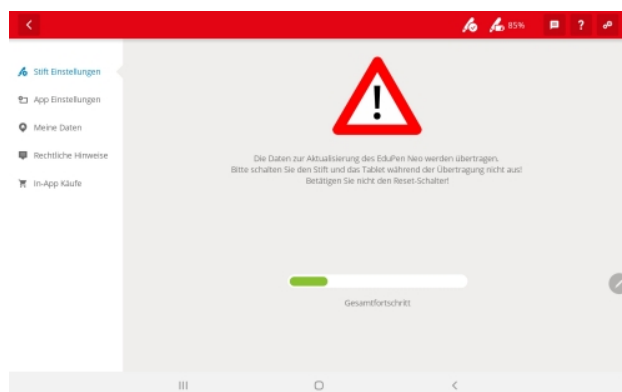 85%
?
Stift Einstellungen
App Einstellungen
Meine Daten
Rechtliche Hinweise
In-App Käufe
!
Die Daten zur Aktualisierung des EduPen Neo werden übertragen.
Bitte schalten Sie den Stift und das Tablet während der Übertragung nicht aus!
Betätigen Sie nicht den Reset-Schalter!
Gesamtfortschritt